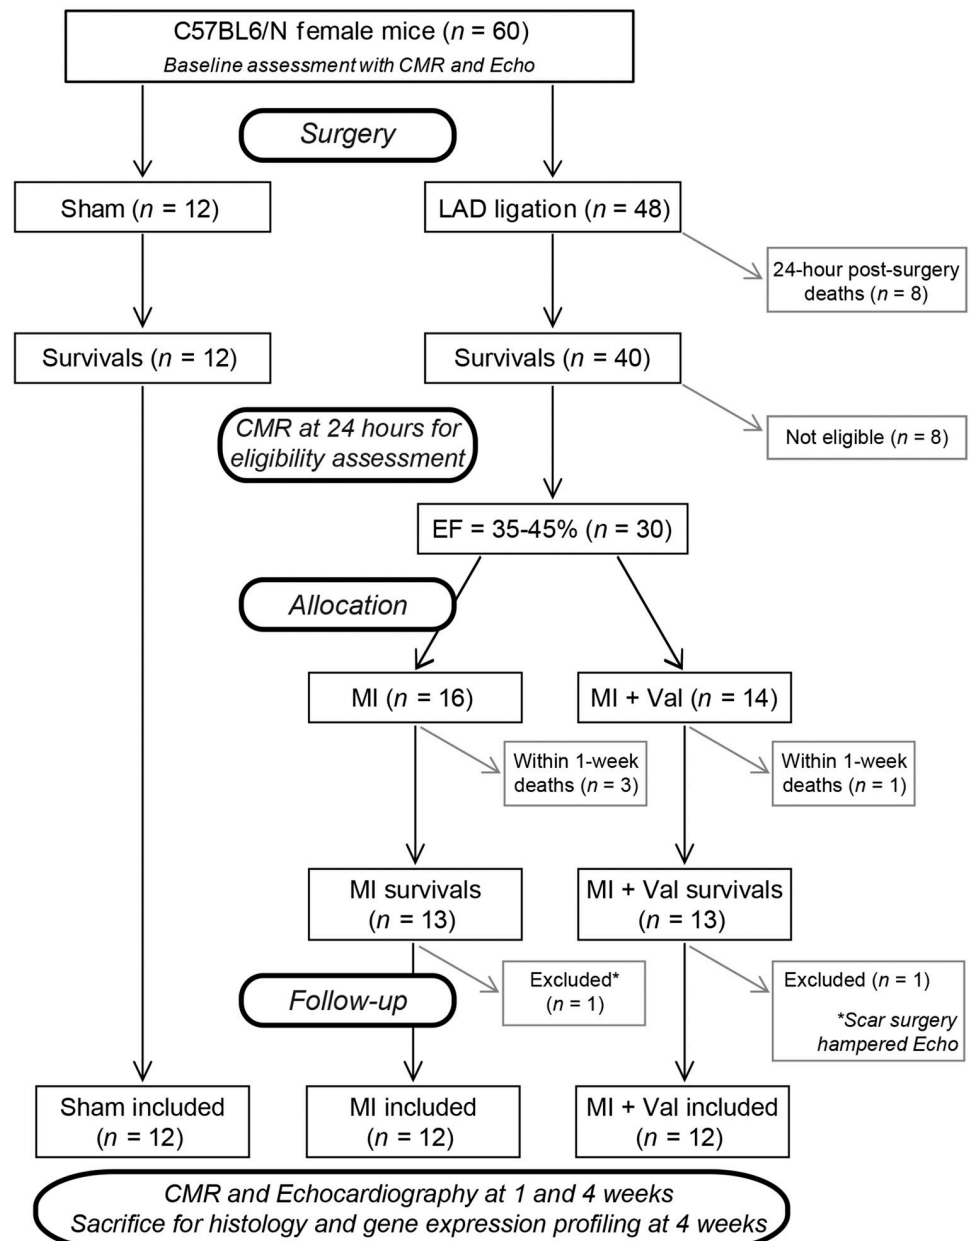 C57BL6/N female mice (n = 60)
Baseline assessment with CMR and Echo
Surgery
Sham (n = 12)
LAD ligation (n = 48)
24-hour post-surgery
deaths (n = 8)
Survivals (n = 12)
Survivals (n = 40)
CMR at 24 hours for
eligibility assessment
Not eligible (n = 8)
EF = 35-45% (n = 30)
Allocation
MI (n = 16)
MI + Val (n = 14)
Within 1-week
deaths (n = 3)
Within 1-week
deaths (n = 1)
MI survivals
(n = 13)
MI + Val survivals
(n = 13)
Follow-up
Excluded*
(n = 1)
Excluded (n = 1)
*Scar surgery
hampered Echo
Sham included
(n = 12)
MI included
(n = 12)
MI + Val included
(n = 12)
CMR and Echocardiography at 1 and 4 weeks
Sacrifice for histology and gene expression profiling at 4 weeks